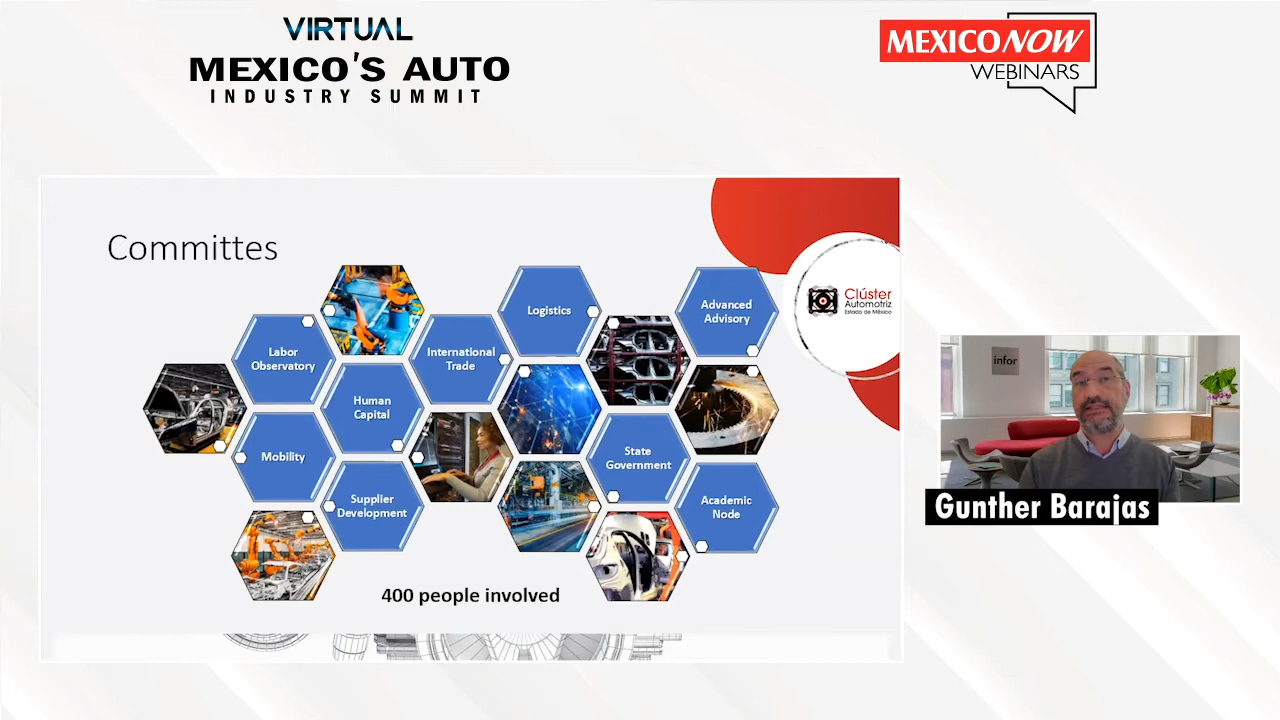 VIRTUAL
MEXICO'S AUTO
INDUSTRY SUMMIT
MEXICONOW
WEBINARS
Committes
Clúster
Automotriz
Estado de México
Logistics
Advanced
Advisory
Labor
Observatory
International
Trade
Human
Capital
Mobility
State
Government
Supplier
Development
Academic
Node
400 people involved
infor
Gunther Barajas